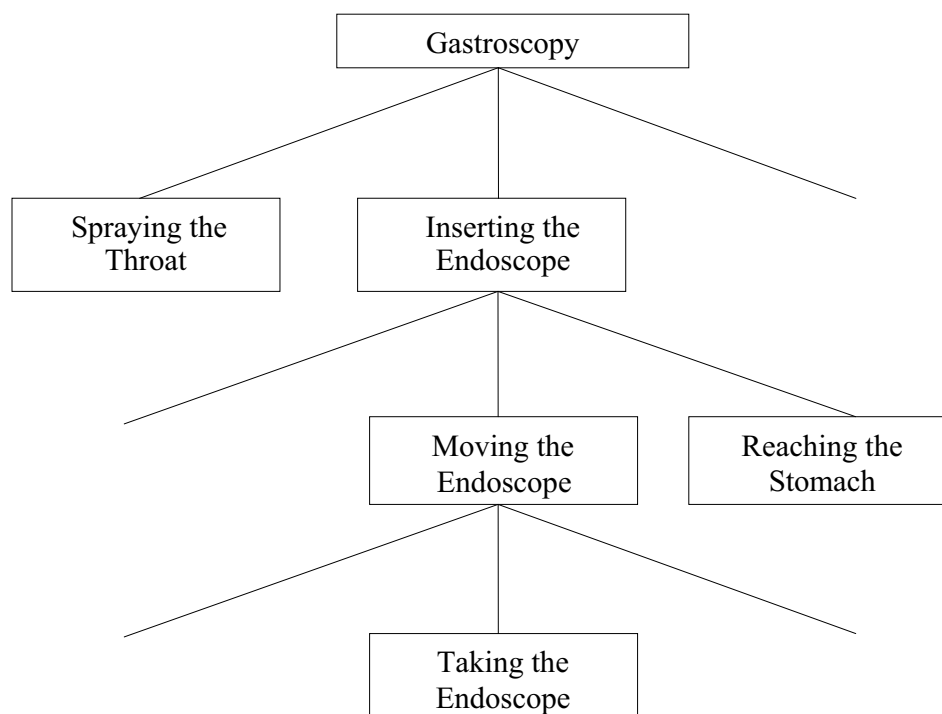 Gastroscopy
Spraying the
Throat
Inserting the
Endoscope
Moving the
Endoscope
Reaching the
Stomach
Taking the
Endoscope